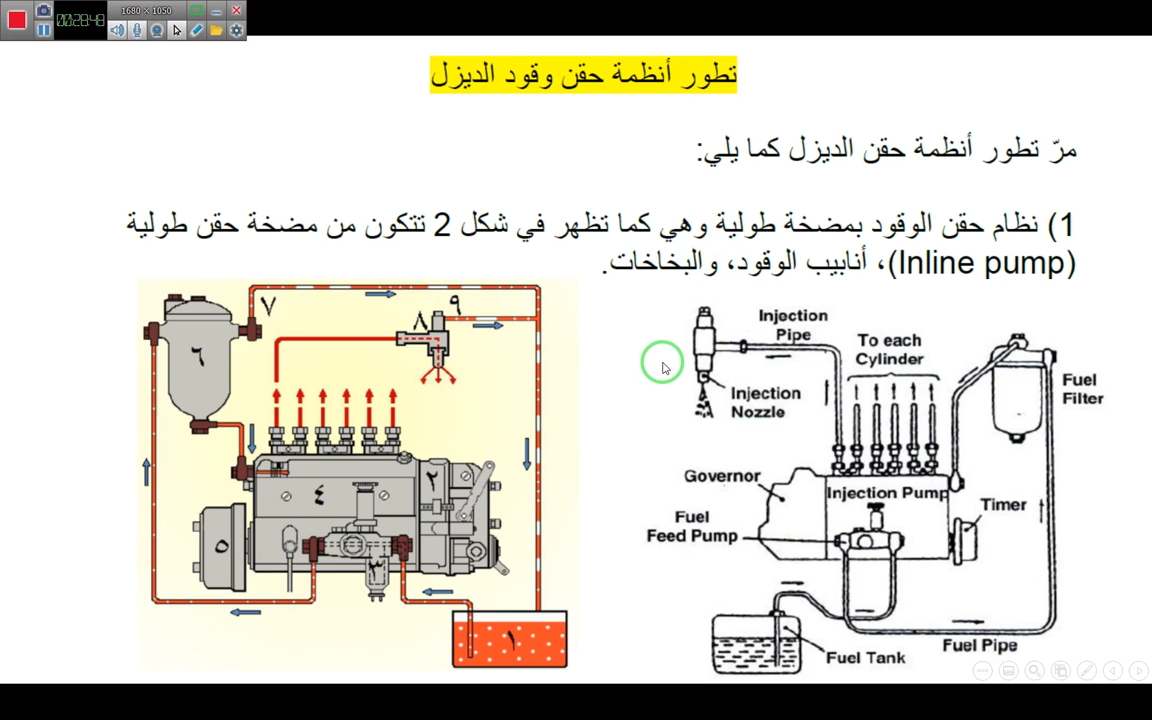 1680 × 1050
00:28:48
تطور أنظمة حقن وقود الديزل
مرّ تطور أنظمة حقن الديزل كما يلي:
1) نظام حقن الوقود بمضخة طولية وهي كما تظهر في شكل 2 تتكون من مضخة حقن طولية
(Inline pump)، أنابيب الوقود، والبخاخات.
٧
٩
٨
٦
٤
٢
٥
٣
١
Injection
Pipe
To each
Cylinder
Injection
Nozzle
Fuel
Filter
Governor
Injection Pump
Timer
Fuel
Feed Pump
Fuel Pipe
Fuel Tank